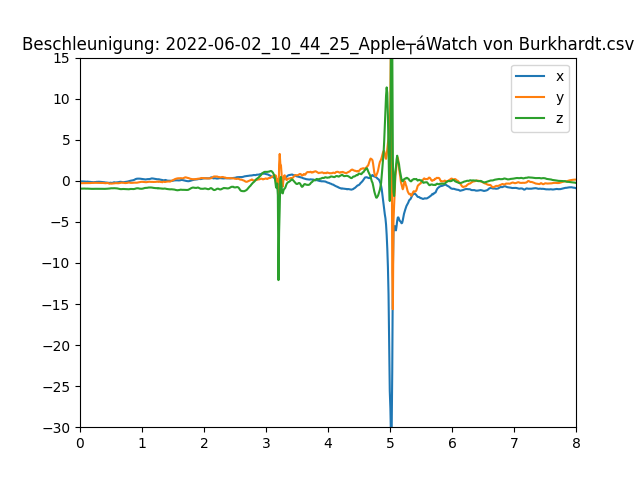 Beschleunigung: 2022-06-02_10_44_25_Apple┬áWatch von Burkhardt.csv
15
10
5
0
−5
−10
−15
−20
−25
−30
0 1 2 3 4 5 6 7 8
x
y
z